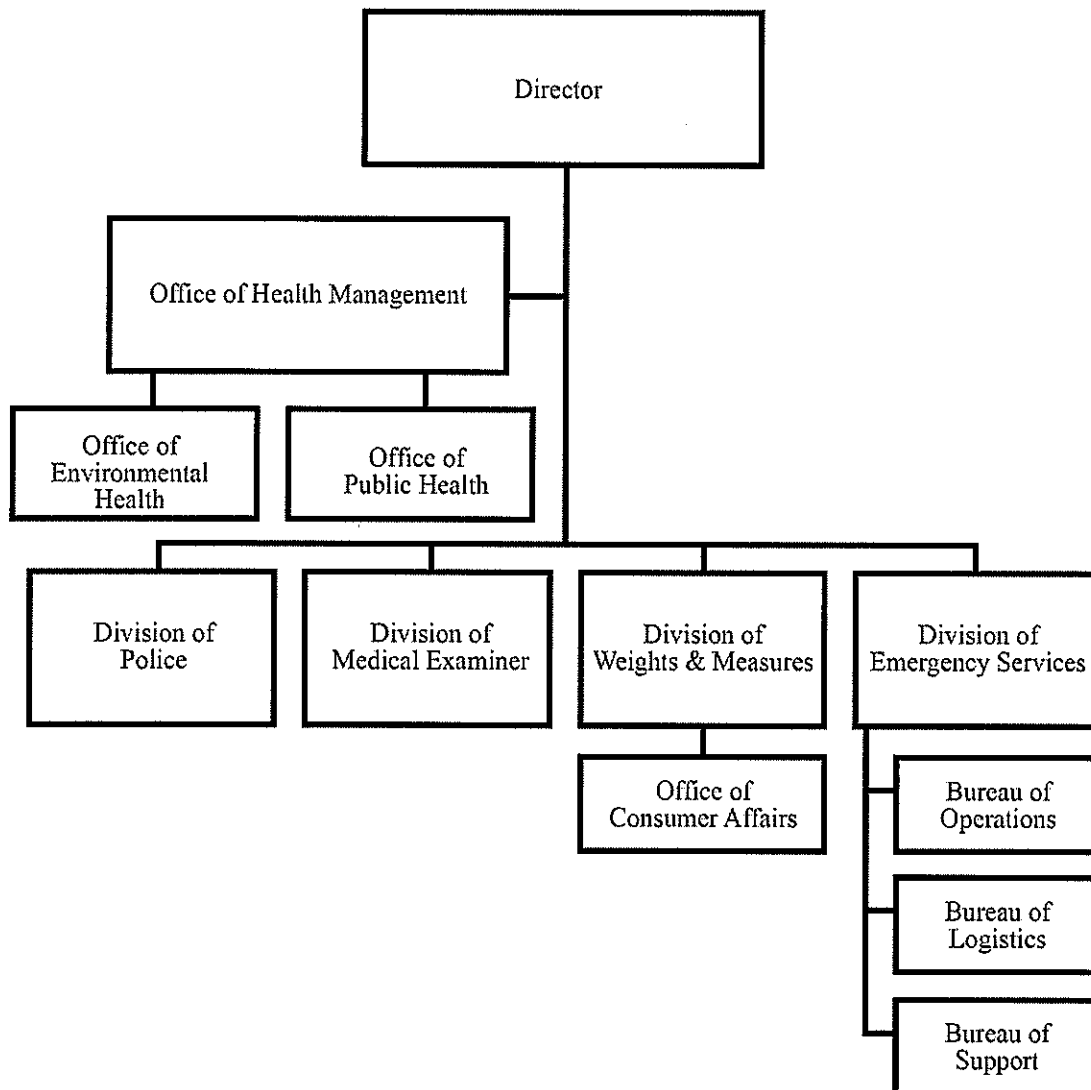 Director
Office of Health Management
Office of
Environmental
Health
Office of
Public Health
Division of
Police
Division of
Medical Examiner
Division of
Weights & Measures
Division of
Emergency Services
Office of
Consumer Affairs
Bureau of
Operations
Bureau of
Logistics
Bureau of
Support